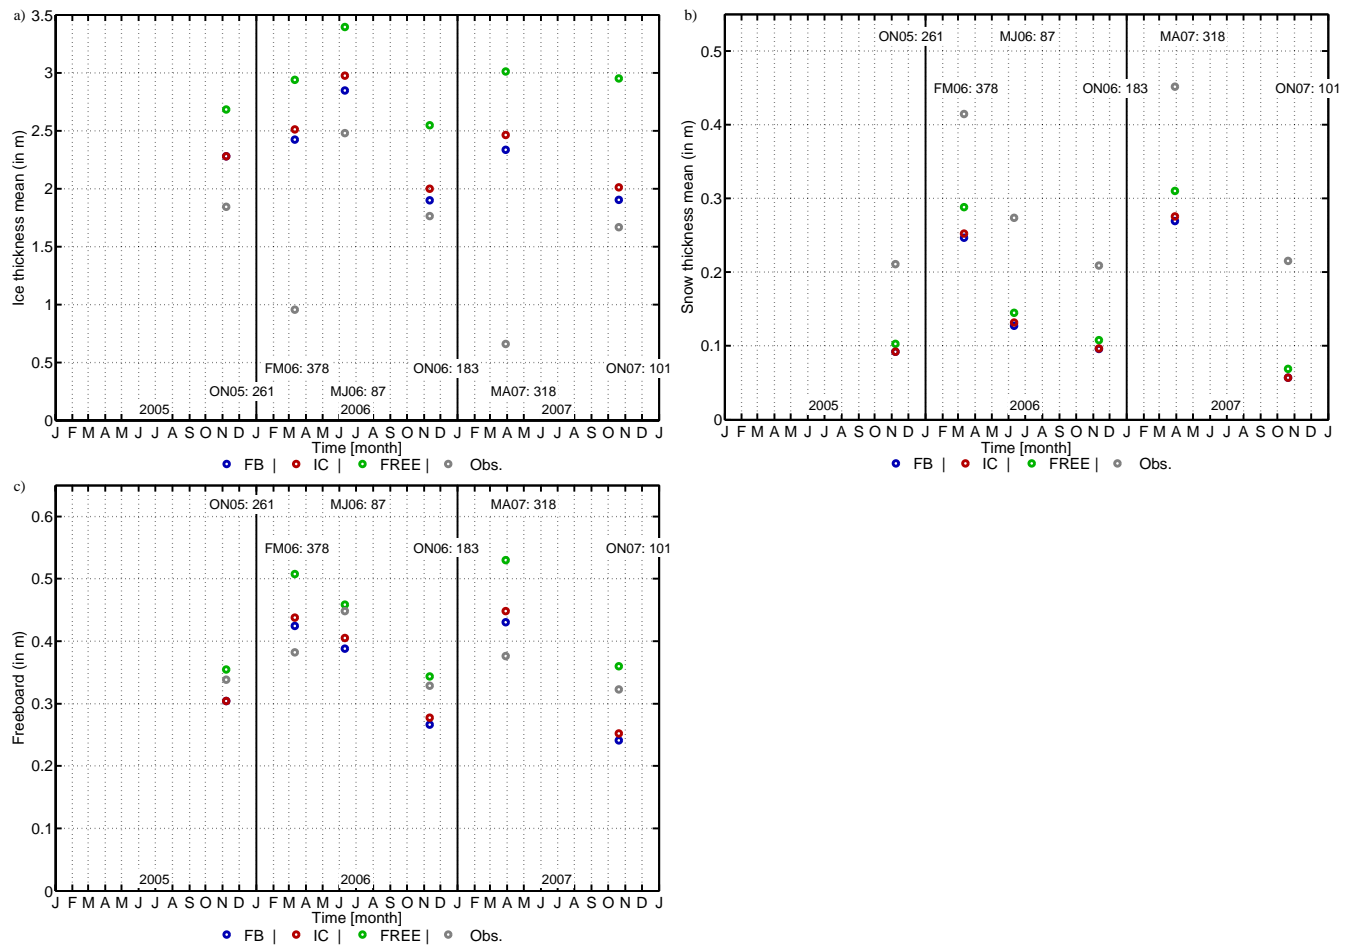 a)
Ice thickness mean (in m)
3.5
3
2.5
2
1.5
1
0.5
0
FM06: 378
ON06: 183
ON07: 101
ON05: 261
MJ06: 87
MA07: 318
2005
2006
2007
J F M A M J J A S O N D J F M A M J J A S O N D J F M A M J J A S O N D J
Time [month]
FB | IC | FREE | Obs.
b)
Snow thickness mean (in m)
0.5
0.4
0.3
0.2
0.1
0
ON05: 261
MJ06: 87
MA07: 318
FM06: 378
ON06: 183
ON07: 101
2005
2006
2007
J F M A M J J A S O N D J F M A M J J A S O N D J F M A M J J A S O N D J
Time [month]
FB | IC | FREE | Obs.
c)
Freeboard (in m)
0.6
0.5
0.4
0.3
0.2
0.1
0
ON05: 261
MJ06: 87
MA07: 318
FM06: 378
ON06: 183
ON07: 101
2005
2006
2007
J F M A M J J A S O N D J F M A M J J A S O N D J F M A M J J A S O N D J
Time [month]
FB | IC | FREE | Obs.